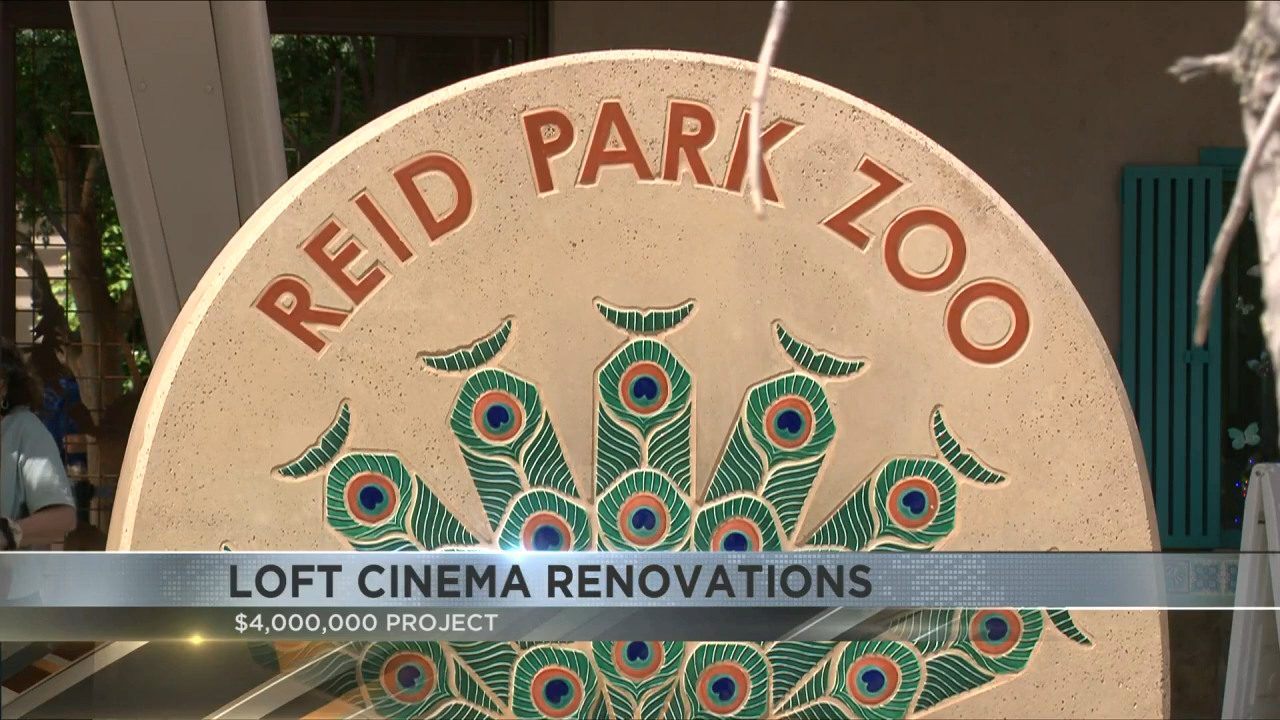 REID PARK ZOO
LOFT CINEMA RENOVATIONS
$4,000,000 PROJECT